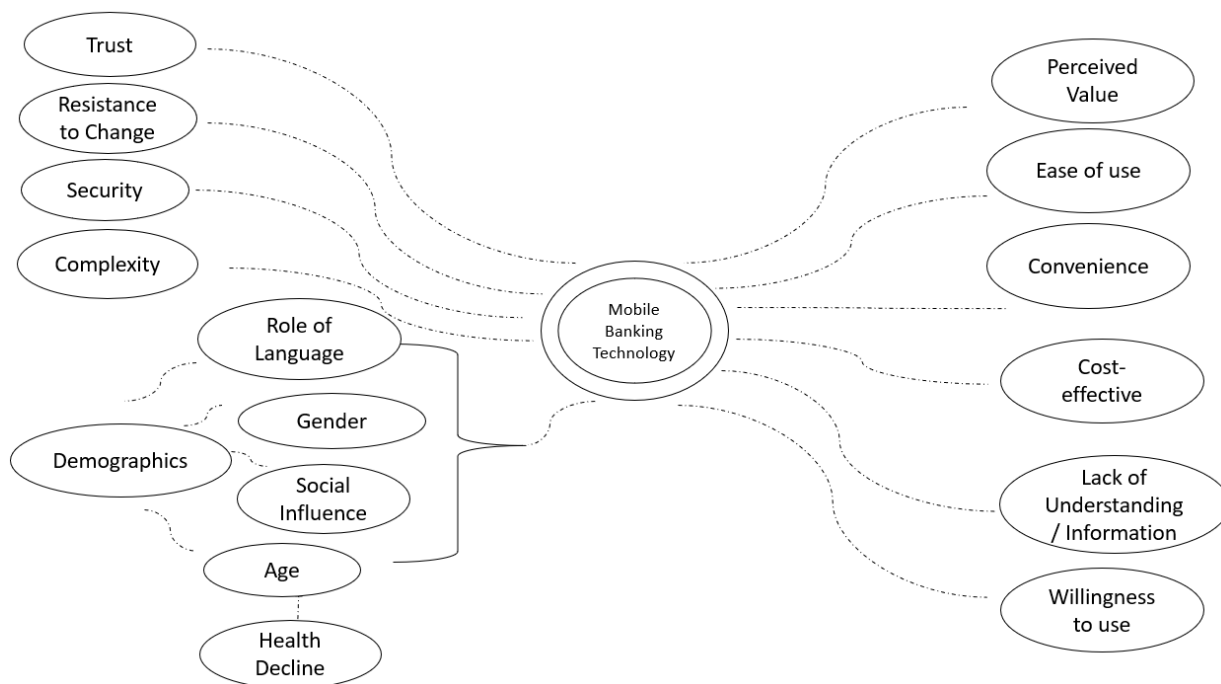 Trust
Resistance
to Change
Security
Complexity
Role of
Language
Gender
Demographics
Social
Influence
Age
Health
Decline
Mobile
Banking
Technology
Perceived
Value
Ease of use
Convenience
Cost-
effective
Lack of
Understanding
/ Information
Willingness
to use